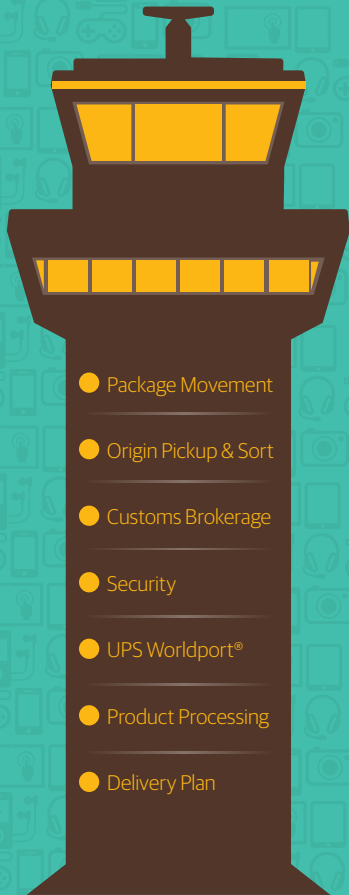 Package Movement
Origin Pickup & Sort
Customs Brokerage
Security
UPS Worldport®
Product Processing
Delivery Plan